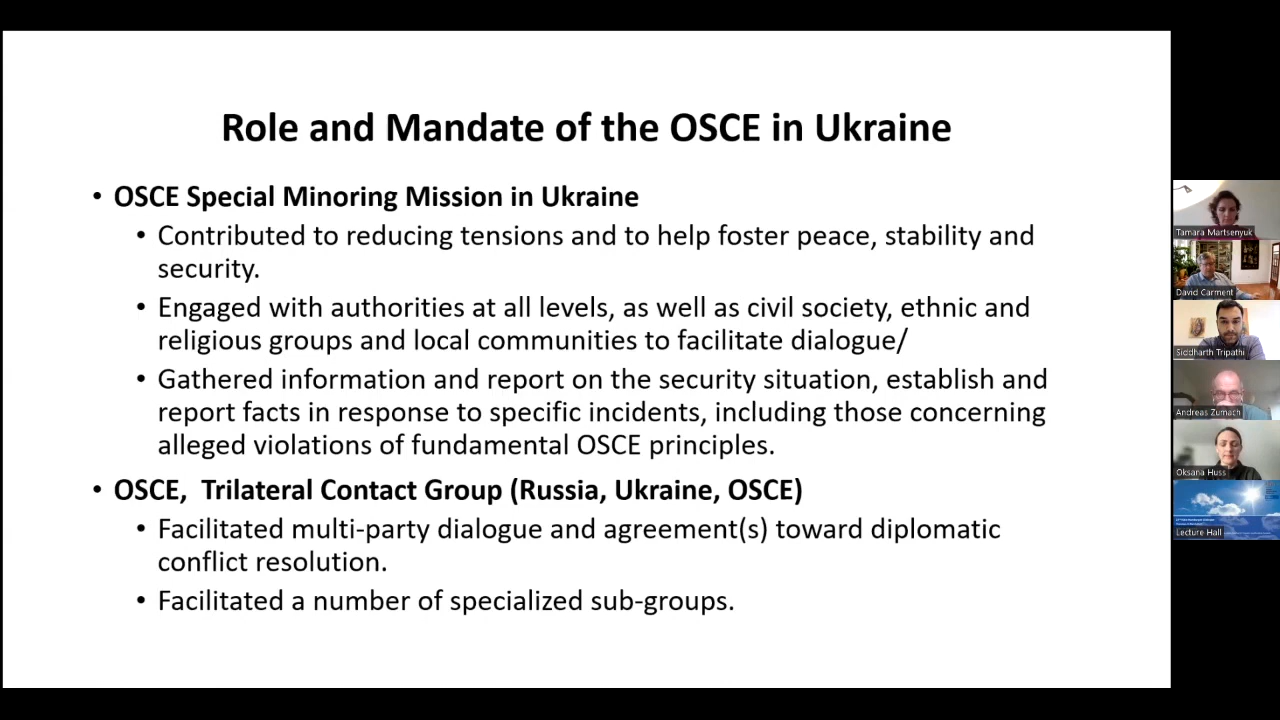 Role and Mandate of the OSCE in Ukraine
• OSCE Special Minoring Mission in Ukraine
• Contributed to reducing tensions and to help foster peace, stability and
security.
• Engaged with authorities at all levels, as well as civil society, ethnic and
religious groups and local communities to facilitate dialogue/
• Gathered information and report on the security situation, establish and
report facts in response to specific incidents, including those concerning
alleged violations of fundamental OSCE principles.
• OSCE, Trilateral Contact Group (Russia, Ukraine, OSCE)
• Facilitated multi-party dialogue and agreement(s) toward diplomatic
conflict resolution.
• Facilitated a number of specialized sub-groups.
Tamara Martsenyuk
David Carment
Siddharth Tripathi
Andreas Zumach
Oksana Huss
Lecture Hall